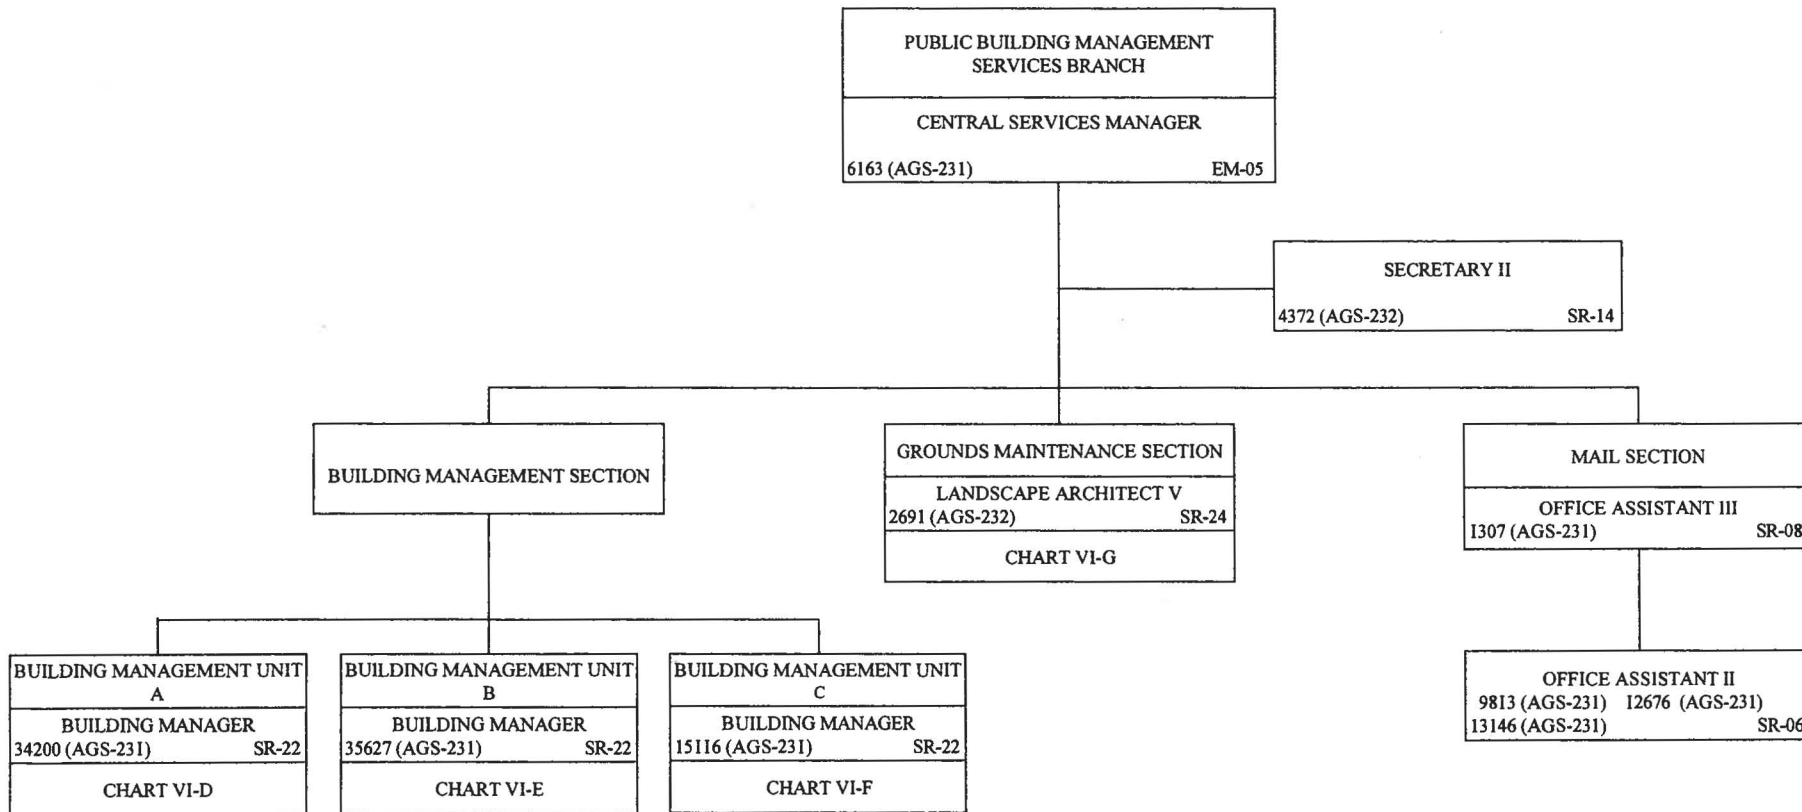 PUBLIC BUILDING MANAGEMENT
SERVICES BRANCH
CENTRAL SERVICES MANAGER
6163 (AGS-231) EM-05
SECRETARY II
4372 (AGS-232) SR-14
BUILDING MANAGEMENT SECTION
GROUNDS MAINTENANCE SECTION
LANDSCAPE ARCHITECT V
2691 (AGS-232) SR-24
CHART VI-G
MAIL SECTION
OFFICE ASSISTANT III
1307 (AGS-231) SR-08
BUILDING MANAGEMENT UNIT
A
BUILDING MANAGER
34200 (AGS-231) SR-22
CHART VI-D
BUILDING MANAGEMENT UNIT
B
BUILDING MANAGER
35627 (AGS-231) SR-22
CHART VI-E
BUILDING MANAGEMENT UNIT
C
BUILDING MANAGER
15116 (AGS-231) SR-22
CHART VI-F
OFFICE ASSISTANT II
9813 (AGS-231) 12676 (AGS-231)
13146 (AGS-231) SR-06